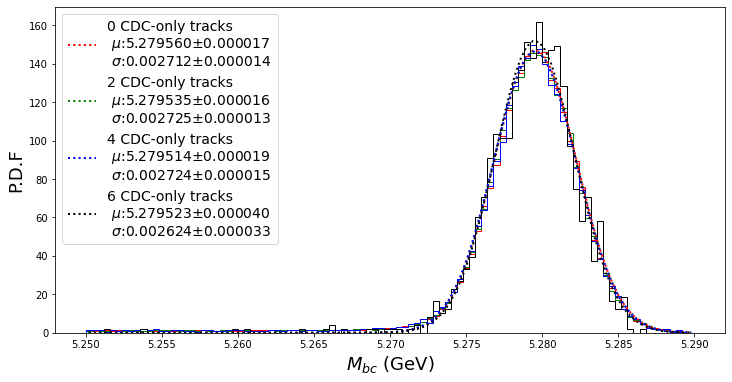 0 CDC-only tracks
μ:5.279560±0.000017
σ:0.002712±0.000014
2 CDC-only tracks
μ:5.279535±0.000016
σ:0.002725±0.000013
4 CDC-only tracks
μ:5.279514±0.000019
σ:0.002724±0.000015
6 CDC-only tracks
μ:5.279523±0.000040
σ:0.002624±0.000033
P.D.F
160
140
120
100
80
60
40
20
0
5.250 5.255 5.260 5.265 5.270 5.275 5.280 5.285 5.290
M_bc (GeV)